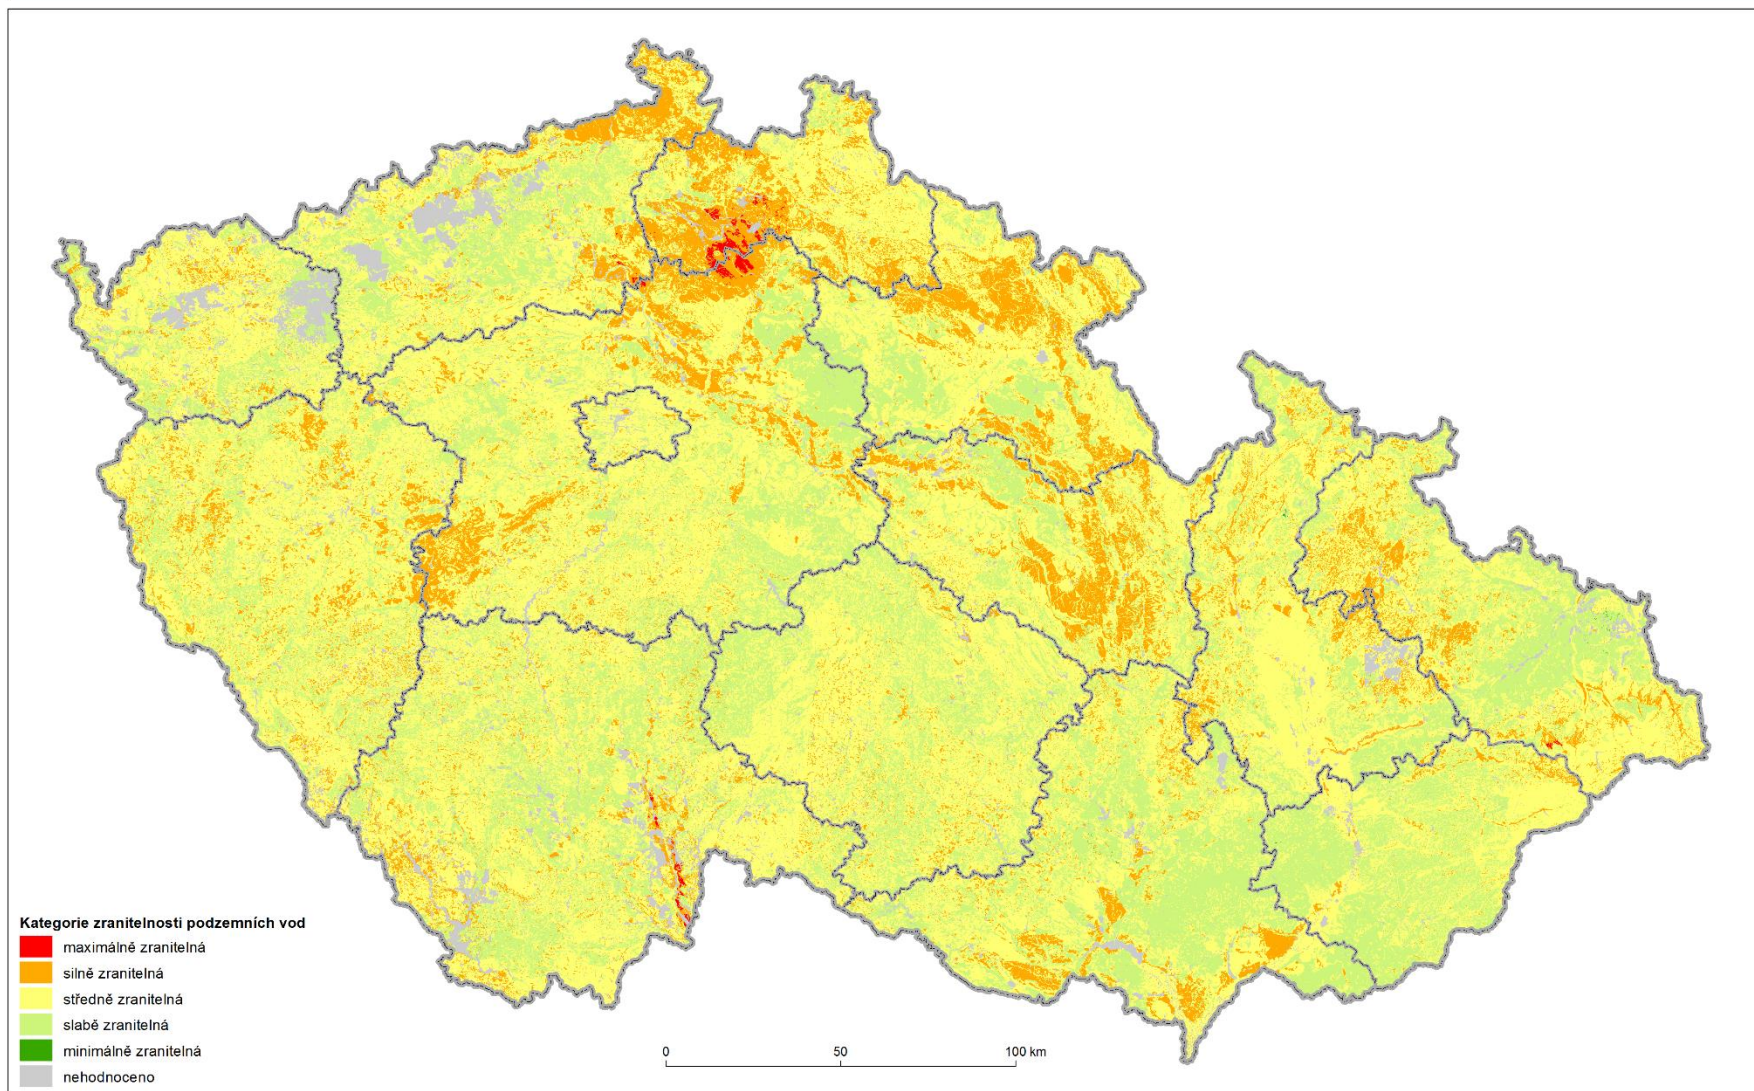 Kategorie zranitelnosti podzemních vod
maximálně zranitelná
silně zranitelná
středně zranitelná
slabě zranitelná
minimálně zranitelná
nehodnoceno
0 50 100 km